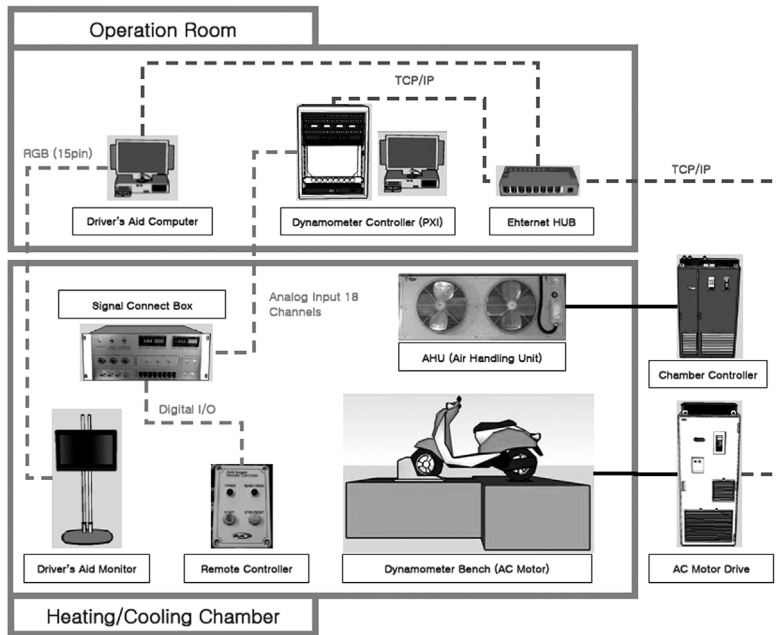 Operation Room
TCP/IP
RGB (15pin)
TCP/IP
Driver's Aid Computer
Dynamometer Controller (PXI)
Ehternet HUB
Signal Connect Box
Analog Input 18
Channels
AHU (Air Handling Unit)
Chamber Controller
Digital I/O
Driver's Aid Monitor
Remote Controller
Dynamometer Bench (AC Motor)
AC Motor Drive
Heating/Cooling Chamber